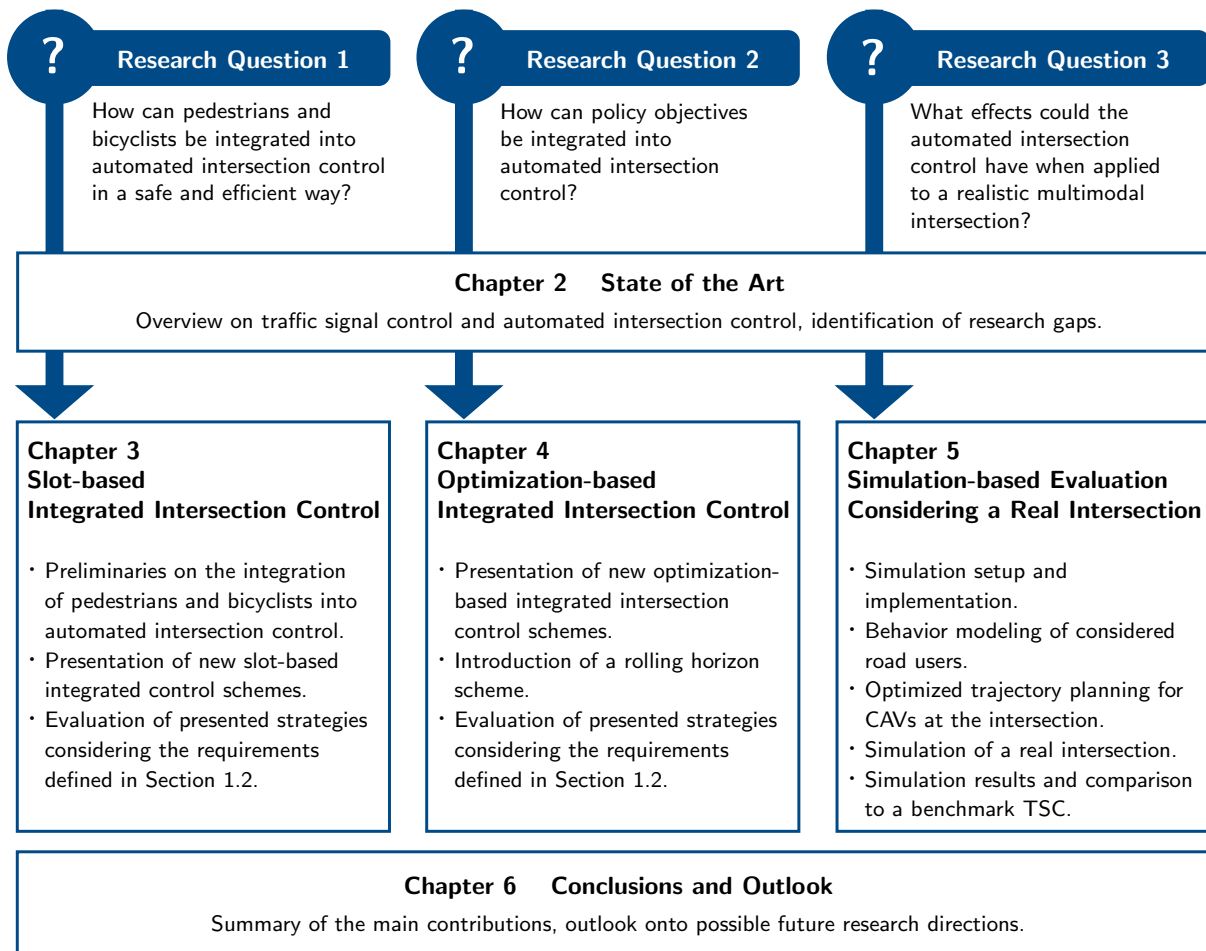 ?
Research Question 1
How can pedestrians and
bicyclists be integrated into
automated intersection control
in a safe and efficient way?
?
Research Question 2
How can policy objectives
be integrated into
automated intersection
control?
?
Research Question 3
What effects could the
automated intersection
control have when applied
to a realistic multimodal
intersection?
Chapter 2 State of the Art
Overview on traffic signal control and automated intersection control, identification of research gaps.
Chapter 3
Slot-based
Integrated Intersection Control
· Preliminaries on the integration
of pedestrians and bicyclists into
automated intersection control.
· Presentation of new slot-based
integrated control schemes.
· Evaluation of presented strategies
considering the requirements
defined in Section 1.2.
Chapter 4
Optimization-based
Integrated Intersection Control
· Presentation of new optimization-
based integrated intersection
control schemes.
· Introduction of a rolling horizon
scheme.
· Evaluation of presented strategies
considering the requirements
defined in Section 1.2.
Chapter 5
Simulation-based Evaluation
Considering a Real Intersection
· Simulation setup and
implementation.
· Behavior modeling of considered
road users.
· Optimized trajectory planning for
CAVs at the intersection.
· Simulation of a real intersection.
· Simulation results and comparison
to a benchmark TSC.
Chapter 6 Conclusions and Outlook
Summary of the main contributions, outlook onto possible future research directions.